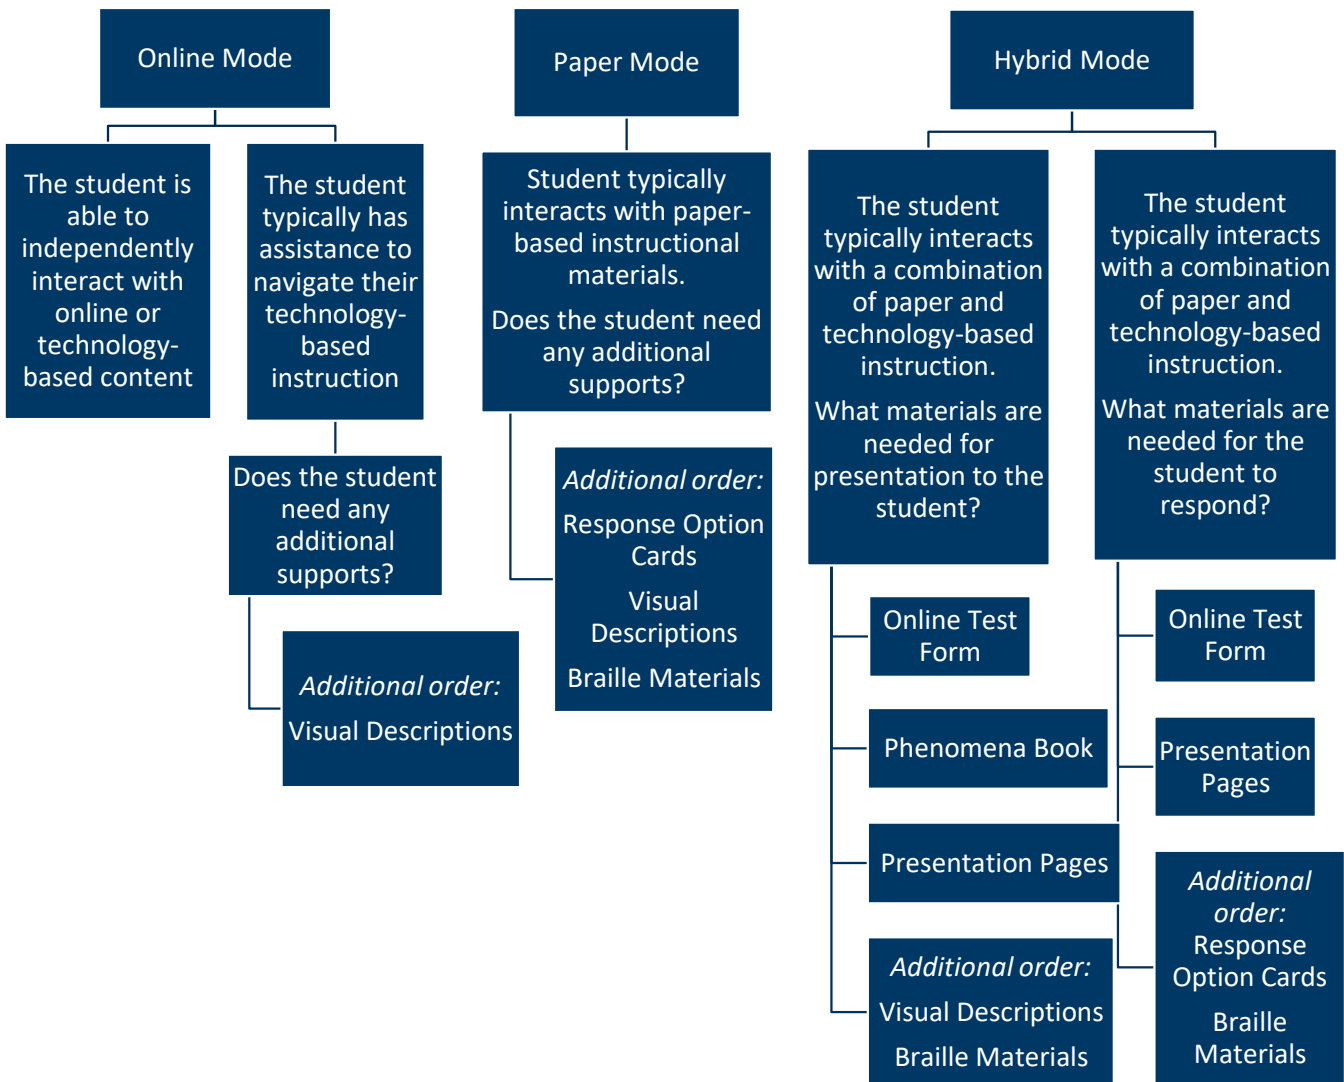 Online Mode
The student is
able to
independently
interact with
online or
technology-
based content
The student
typically has
assistance to
navigate their
technology-
based
instruction
Does the student
need any
additional
supports?
Additional order:
Visual Descriptions
Paper Mode
Student typically
interacts with paper-
based instructional
materials.
Does the student need
any additional
supports?
Additional order:
Response Option
Cards
Visual
Descriptions
Braille Materials
Hybrid Mode
The student
typically interacts
with a combination
of paper and
technology-based
instruction.
What materials are
needed for
presentation to the
student?
Online Test
Form
Phenomena Book
Presentation Pages
Additional order:
Visual Descriptions
Braille Materials
The student
typically interacts
with a combination
of paper and
technology-based
instruction.
What materials are
needed for the
student to
respond?
Online Test
Form
Presentation
Pages
Additional
order:
Response
Option Cards
Braille
Materials